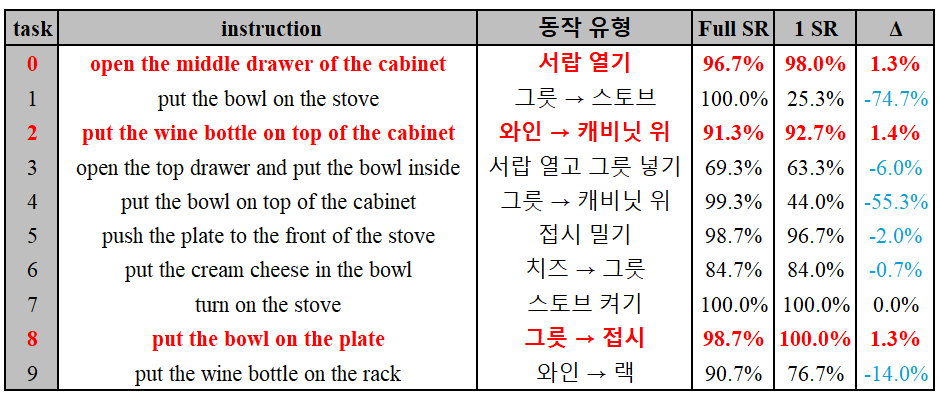 task instruction 동작 유형 Full SR 1 SR Δ
0 open the middle drawer of the cabinet 서랍 열기 96.7% 98.0% 1.3%
1 put the bowl on the stove 그릇 → 스토브 100.0% 25.3% -74.7%
2 put the wine bottle on top of the cabinet 와인 → 캐비닛 위 91.3% 92.7% 1.4%
3 open the top drawer and put the bowl inside 서랍 열고 그릇 넣기 69.3% 63.3% -6.0%
4 put the bowl on top of the cabinet 그릇 → 캐비닛 위 99.3% 44.0% -55.3%
5 push the plate to the front of the stove 접시 밀기 98.7% 96.7% -2.0%
6 put the cream cheese in the bowl 치즈 → 그릇 84.7% 84.0% -0.7%
7 turn on the stove 스토브 켜기 100.0% 100.0% 0.0%
8 put the bowl on the plate 그릇 → 접시 98.7% 100.0% 1.3%
9 put the wine bottle on the rack 와인 → 랙 90.7% 76.7% -14.0%